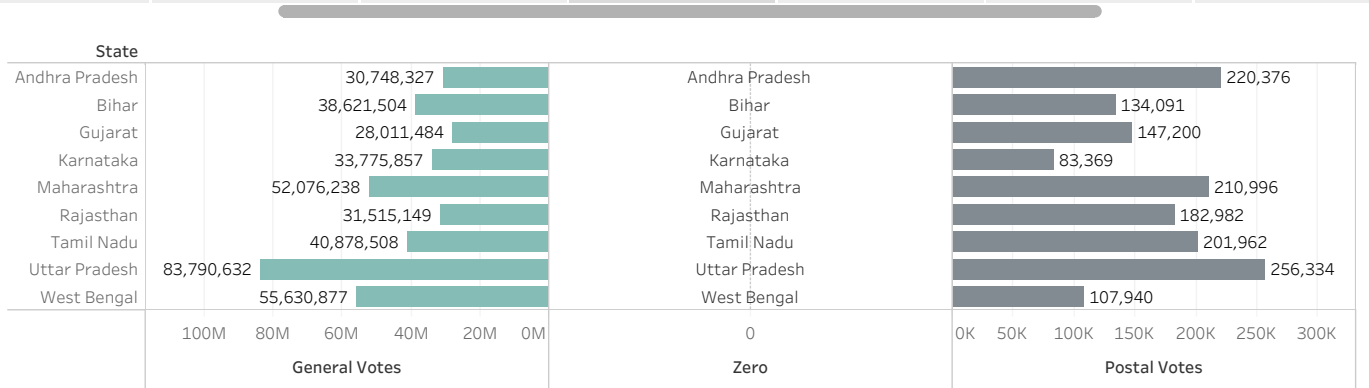 State
Andhra Pradesh 30,748,327 Andhra Pradesh 220,376
Bihar 38,621,504 Bihar 134,091
Gujarat 28,011,484 Gujarat 147,200
Karnataka 33,775,857 Karnataka 83,369
Maharashtra 52,076,238 Maharashtra 210,996
Rajasthan 31,515,149 Rajasthan 182,982
Tamil Nadu 40,878,508 Tamil Nadu 201,962
Uttar Pradesh 83,790,632 Uttar Pradesh 256,334
West Bengal 55,630,877 West Bengal 107,940
100M 80M 60M 40M 20M 0M 0 0K 50K 100K 150K 200K 250K 300K
General Votes Zero Postal Votes